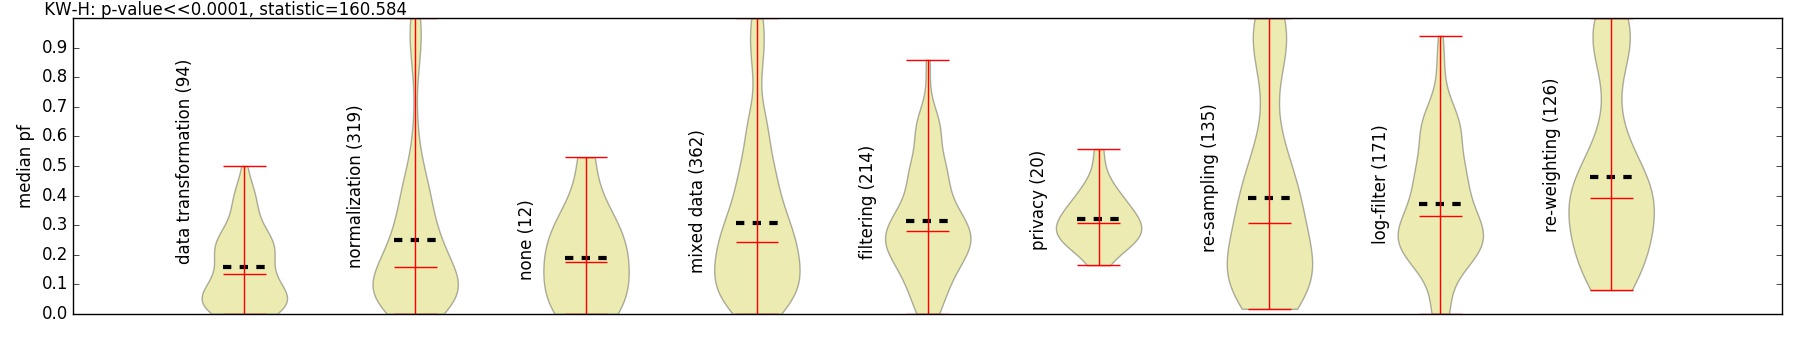 KW-H: p-value<<0.0001, statistic=160.584
median pf
0.9
0.8
0.7
0.6
0.5
0.4
0.3
0.2
0.1
0.0
data transformation (94)
normalization (319)
none (12)
mixed data (362)
filtering (214)
privacy (20)
re-sampling (135)
log-filter (171)
re-weighting (126)